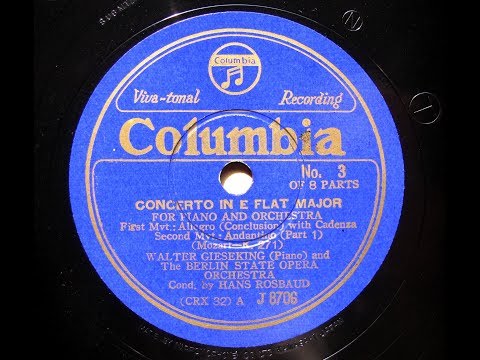 Columbia
Viva-tonal Recording
Columbia
No. 3
OF 8 PARTS
CONCERTO IN E FLAT MAJOR
FOR PIANO AND ORCHESTRA
First Mvt: Allegro (Conclusion) with Cadenza
Second Mvt: Andantino (Part 1)
(Mozart—K. 271)
WALTER GIESEKING (Piano) and
The BERLIN STATE OPERA
ORCHESTRA
Cond. by HANS ROSBAUD
(CRX 32) A J 8706